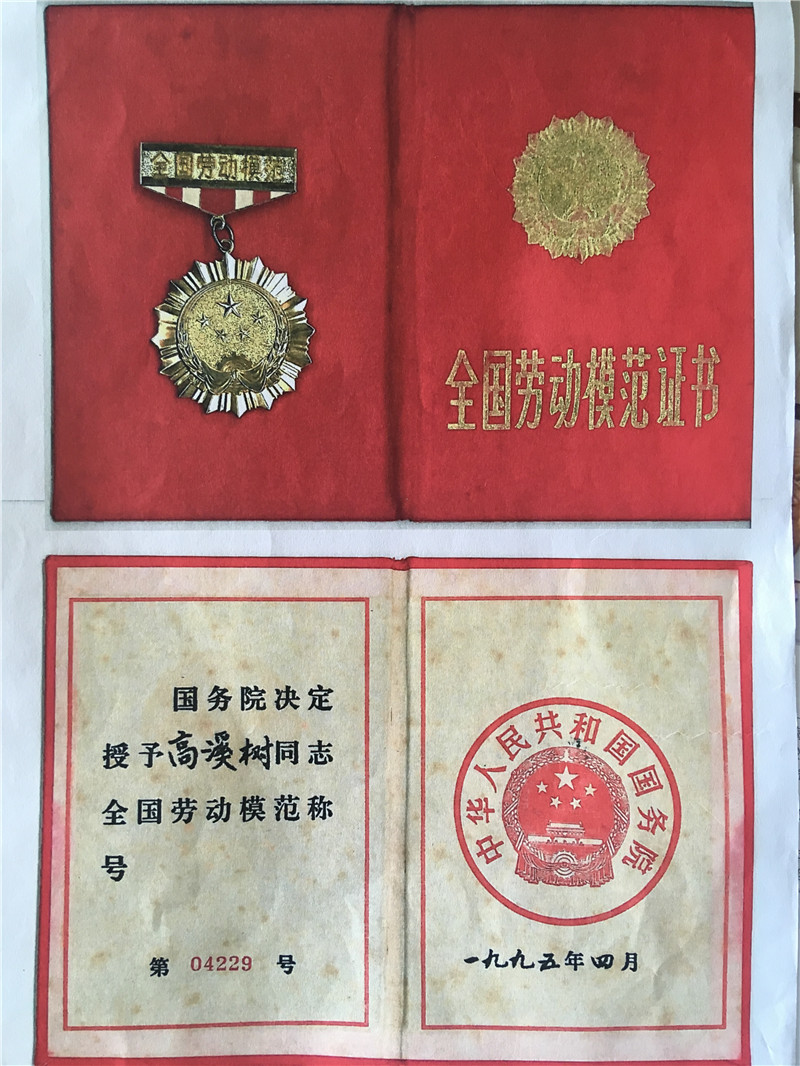 全国劳动模范
全国劳动模范证书
国务院决定
授予高溪树同志
全国劳动模范称
号
第 04229 号
中华人民共和国国务院
一九九五年四月